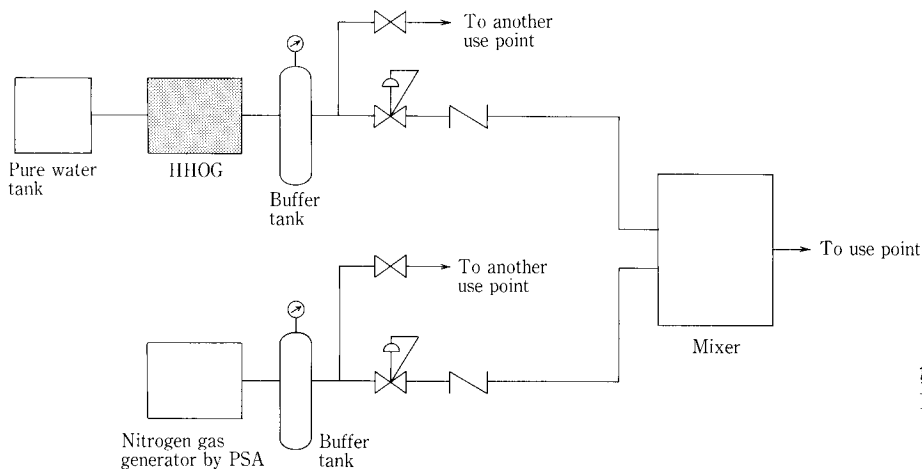 To another
use point
Pure water
tank
HHOG
Buffer
tank
To use point
To another
use point
Mixer
Nitrogen gas
generator by PSA
Buffer
tank